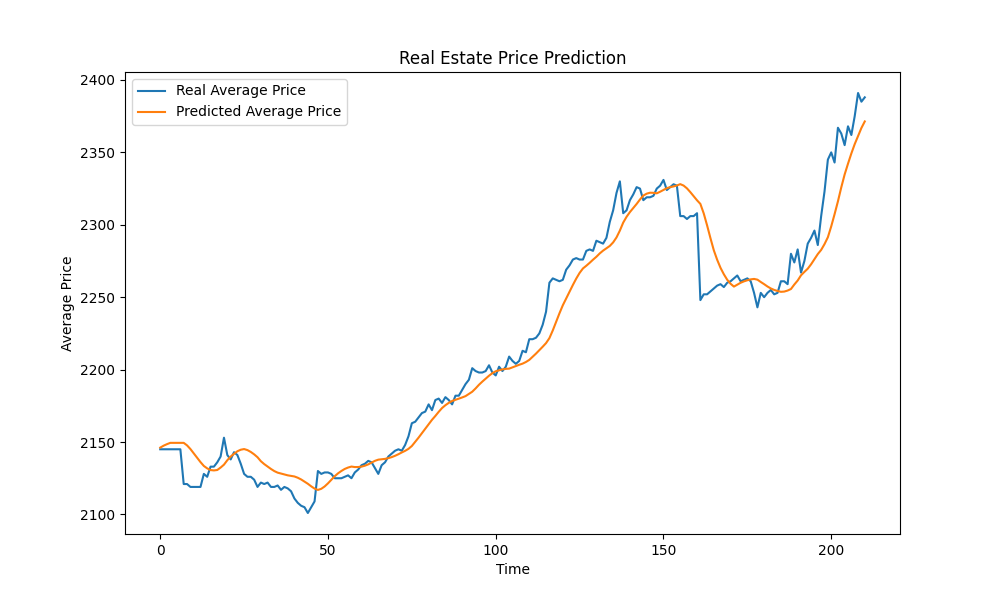 Real Estate Price Prediction
Real Average Price
Predicted Average Price
2400
2350
2300
2250
2200
2150
2100
Average Price
0 50 100 150 200
Time